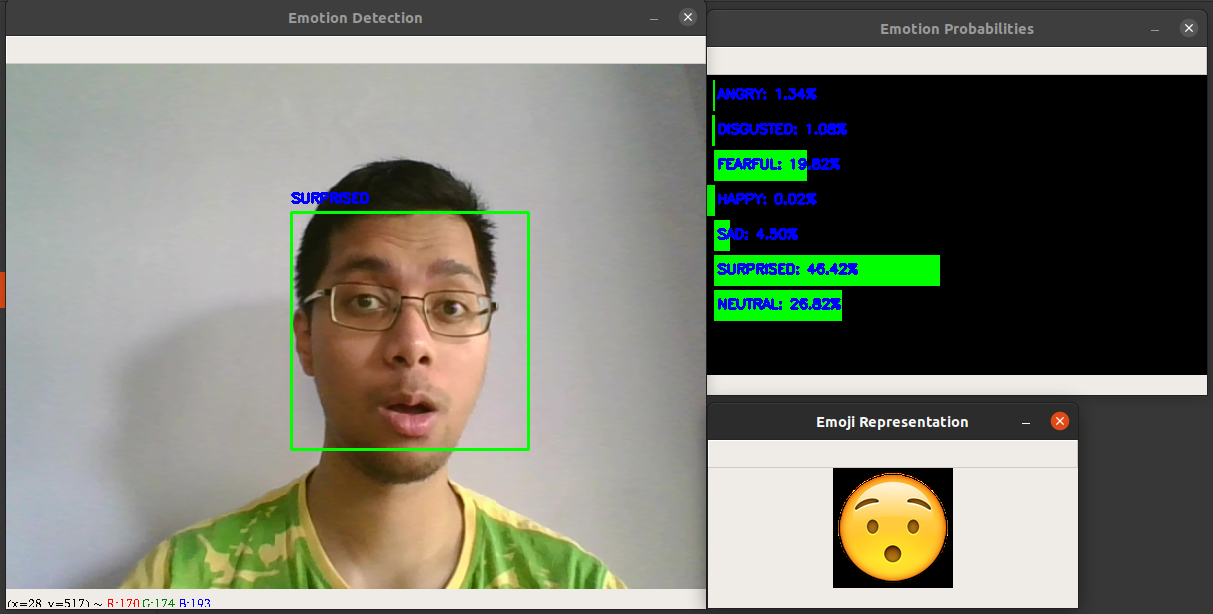 Emotion Detection
SURPRISED
(x=28, y=517) ~ R:170 G:174 B:193
Emotion Probabilities
ANGRY: 1.34%
DISGUSTED: 1.08%
FEARFUL: 19.82%
HAPPY: 0.02%
SAD: 4.50%
SURPRISED: 46.42%
NEUTRAL: 26.82%
Emoji Representation